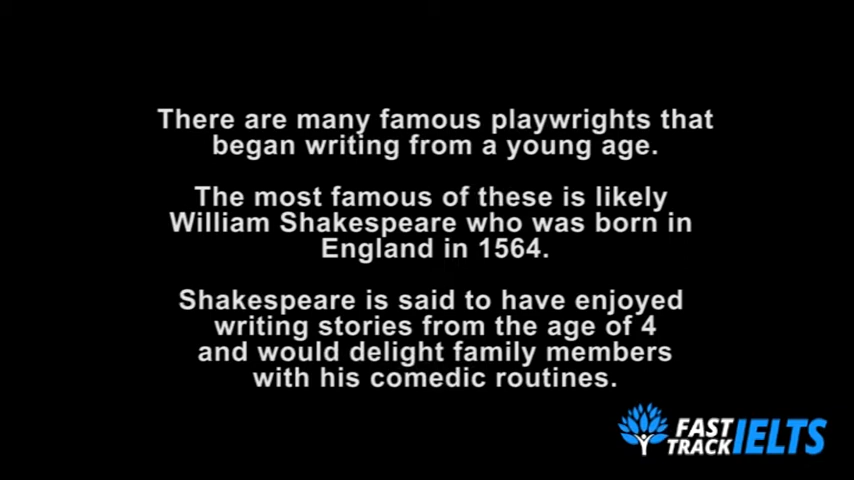 There are many famous playwrights that
began writing from a young age.
The most famous of these is likely
William Shakespeare who was born in
England in 1564.
Shakespeare is said to have enjoyed
writing stories from the age of 4
and would delight family members
with his comedic routines.
FAST
TRACK IELTS